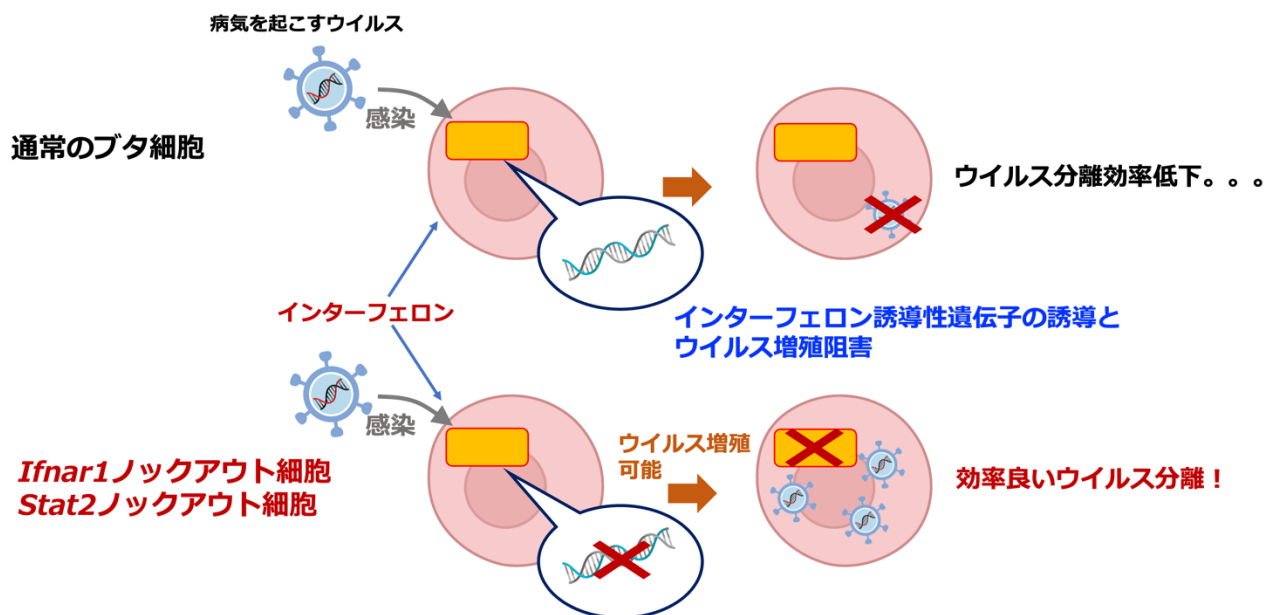 病気を起こすウイルス
感染
通常のブタ細胞
ウイルス分離効率低下。。。
インターフェロン
インターフェロン誘導性遺伝子の誘導と
ウイルス増殖阻害
感染
ウイルス増殖
可能
Ifnar1ノックアウト細胞
Stat2ノックアウト細胞
効率良いウイルス分離！